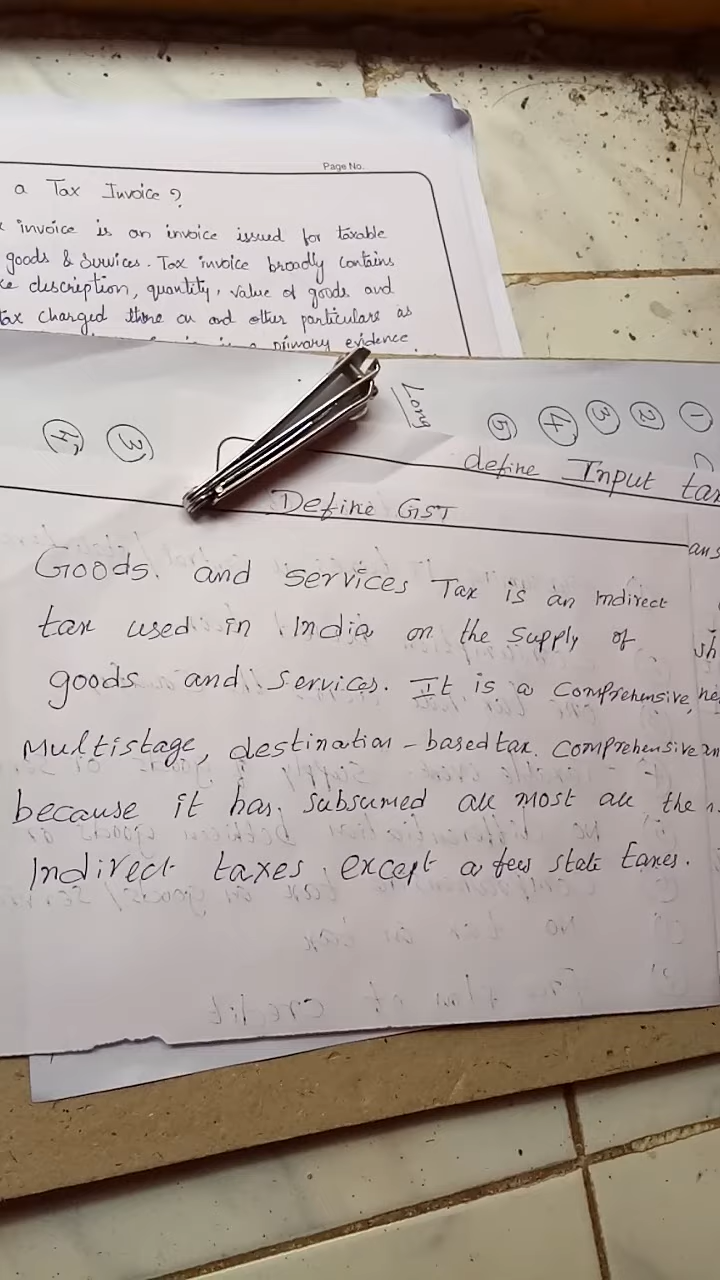 Page No.
a Tax Invoice ?
invoice is an invoice issued for taxable
goods & Suvices. Tax invoice broadly contains
description, quantity, value of goods and
tax charged there on and other particulars as
a primary evidence
Long
① ② ③ ④ ⑤
③ ④
define Input tax
Define GST
ans
Goods. and services Tax is an Indirect
tax used in India on the supply of
goods and services. It is a comprehensive,
Multistage, destination-based tax. Comprehensive
because it has subsumed all most all the
Indirect taxes except a few state taxes.